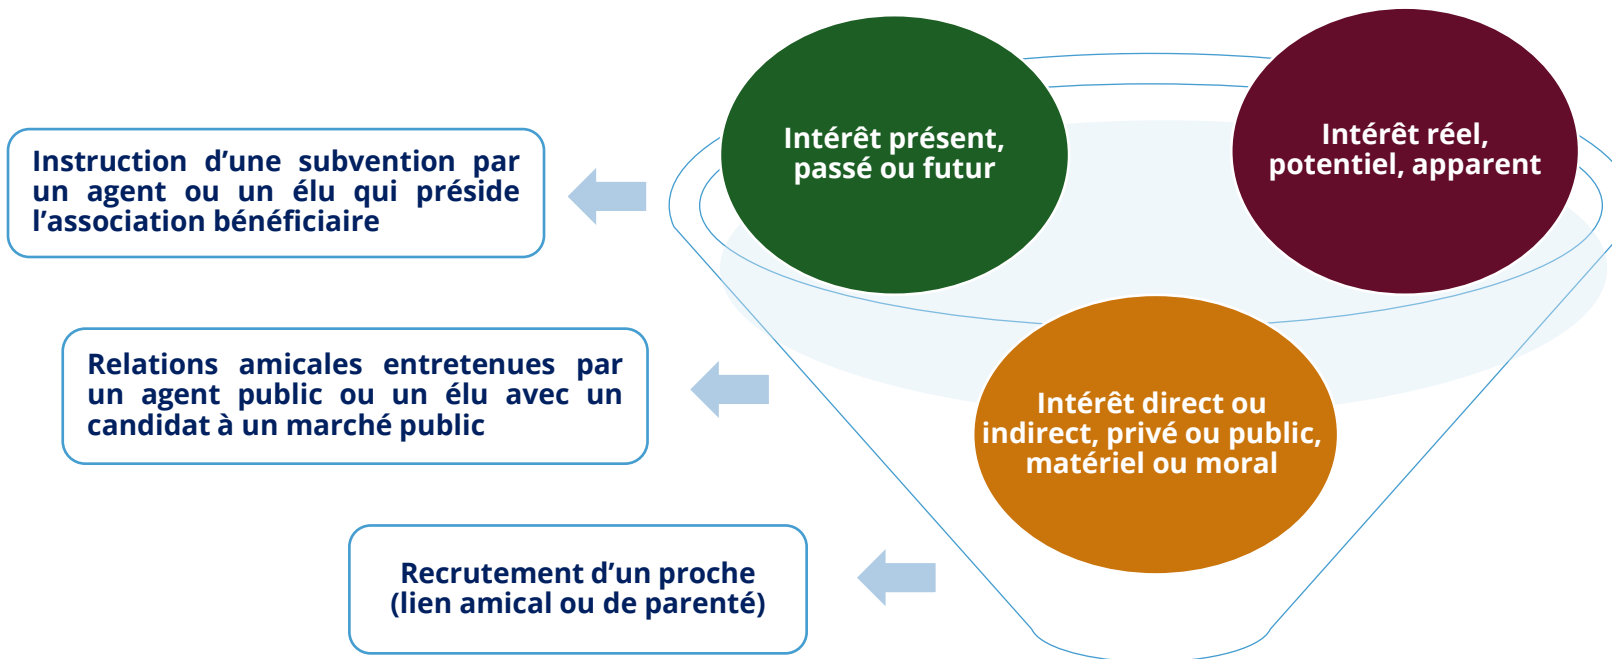 Intérêt présent,
passé ou futur
Intérêt réel,
potentiel, apparent
Instruction d'une subvention par
un agent ou un élu qui préside
l'association bénéficiaire
Relations amicales entretenues par
un agent public ou un élu avec un
candidat à un marché public
Intérêt direct ou
indirect, privé ou public,
matériel ou moral
Recrutement d'un proche
(lien amical ou de parenté)